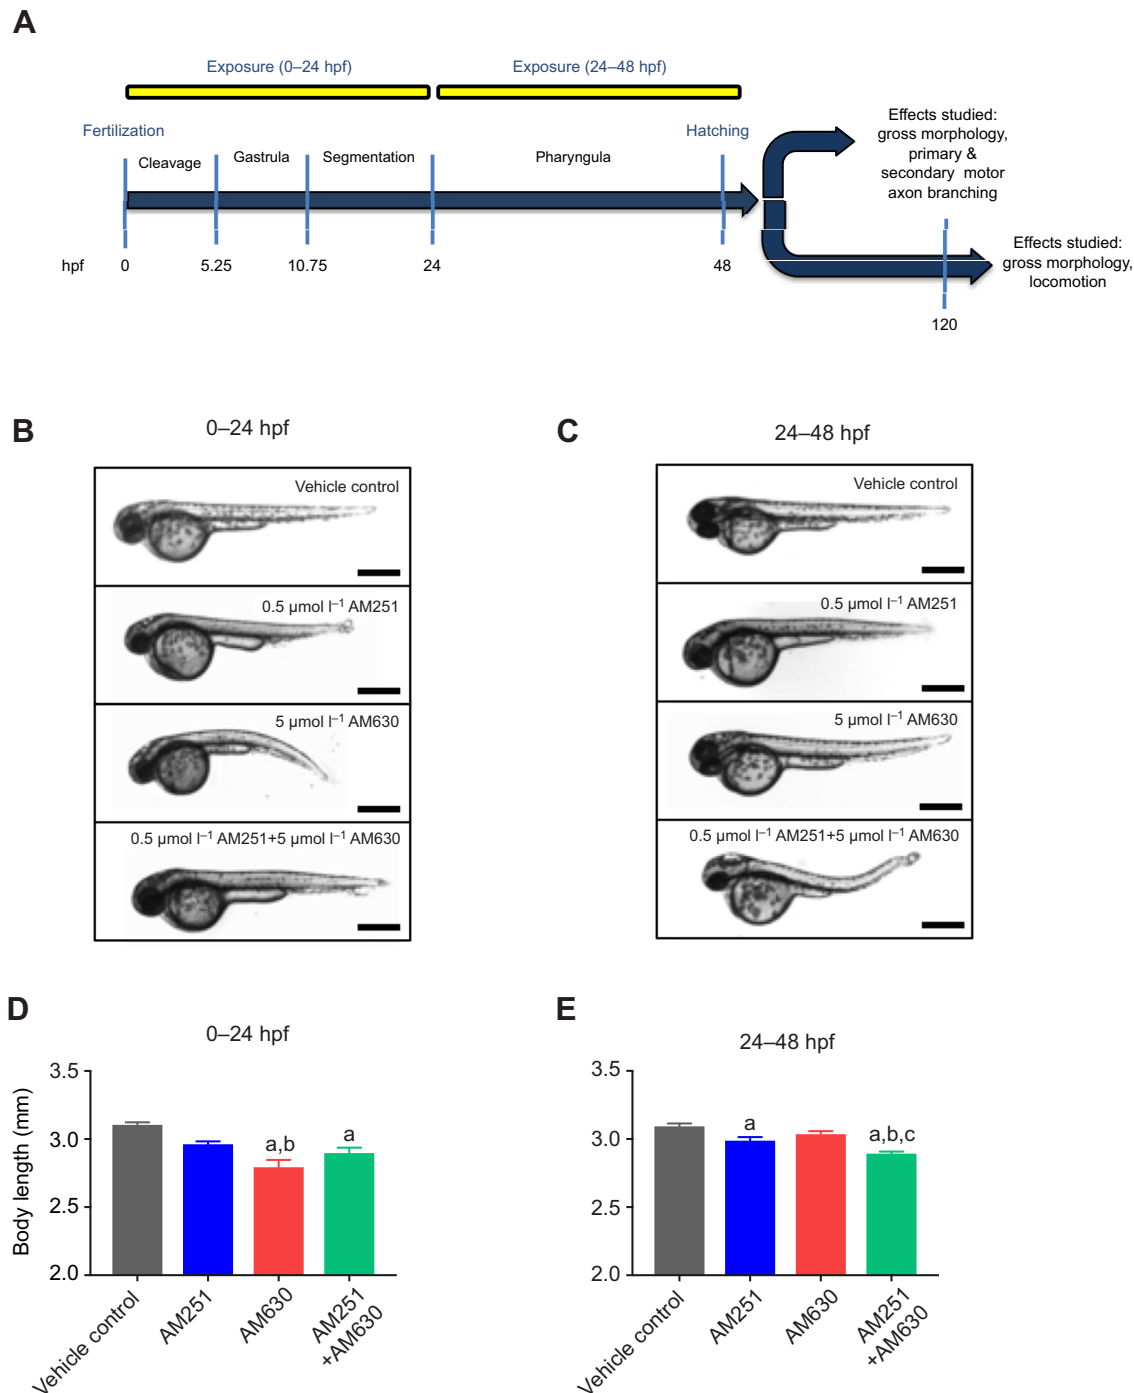 A
Exposure (0–24 hpf)
Exposure (24–48 hpf)
Fertilization
Hatching
Cleavage
Gastrula
Segmentation
Pharyngula
Effects studied:
gross morphology,
primary &
secondary motor
axon branching
Effects studied:
gross morphology,
locomotion
hpf
0
5.25
10.75
24
48
120
B
0–24 hpf
Vehicle control
0.5 µmol l⁻¹ AM251
5 µmol l⁻¹ AM630
0.5 µmol l⁻¹ AM251+5 µmol l⁻¹ AM630
C
24–48 hpf
Vehicle control
0.5 µmol l⁻¹ AM251
5 µmol l⁻¹ AM630
0.5 µmol l⁻¹ AM251+5 µmol l⁻¹ AM630
D
0–24 hpf
Body length (mm)
3.5
3.0
2.5
2.0
a,b
a
Vehicle control
AM251
AM630
AM251
+AM630
E
24–48 hpf
3.5
3.0
2.5
2.0
a
a,b,c
Vehicle control
AM251
AM630
AM251
+AM630